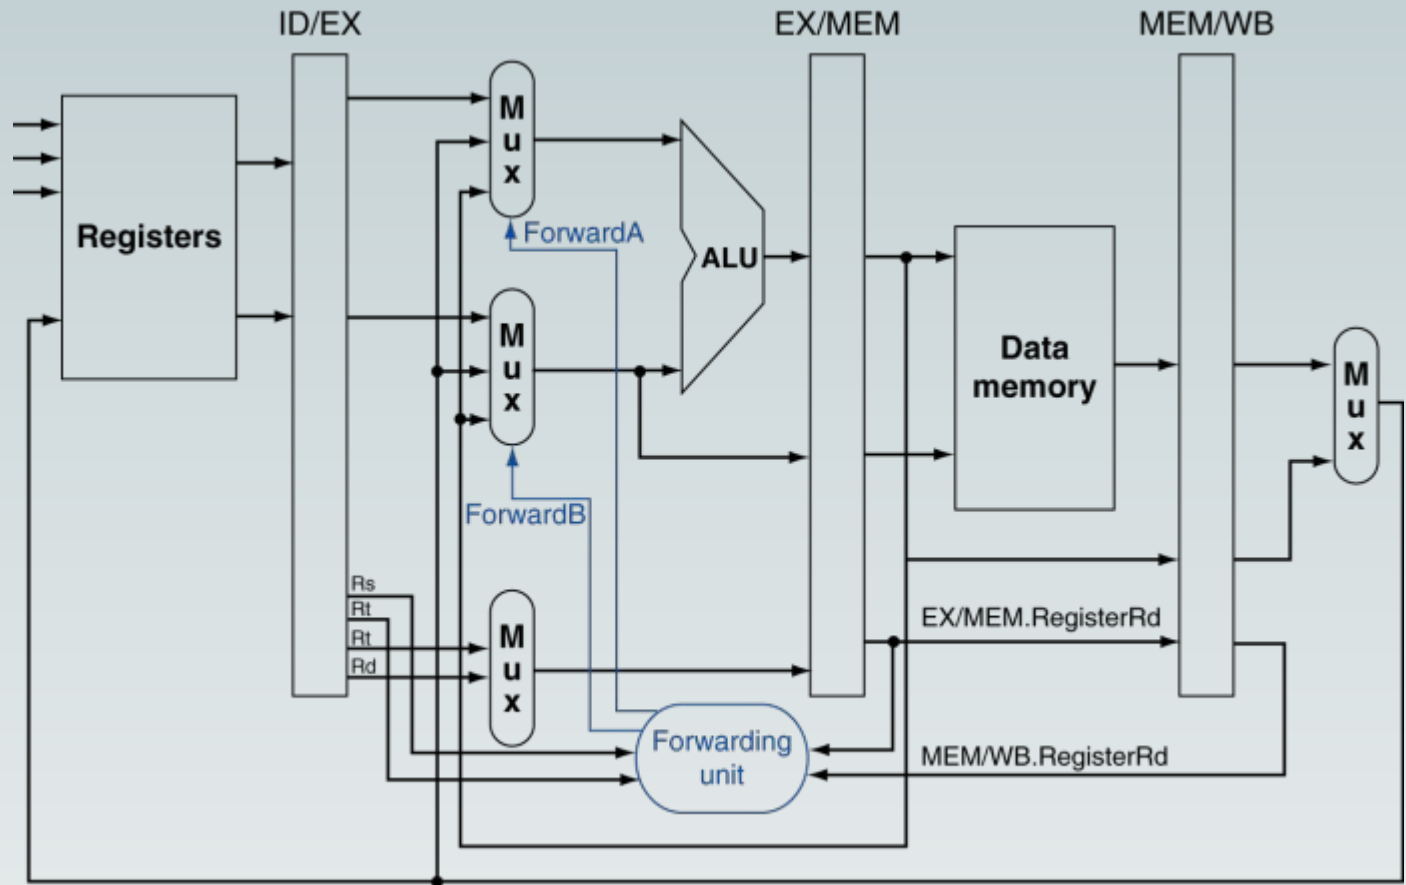 ID/EX
EX/MEM
MEM/WB
Mux
Registers
ForwardA
ALU
Mux
Data
memory
Mux
ForwardB
Rs
Rt
Rt
Rd
Mux
EX/MEM.RegisterRd
Forwarding
unit
MEM/WB.RegisterRd